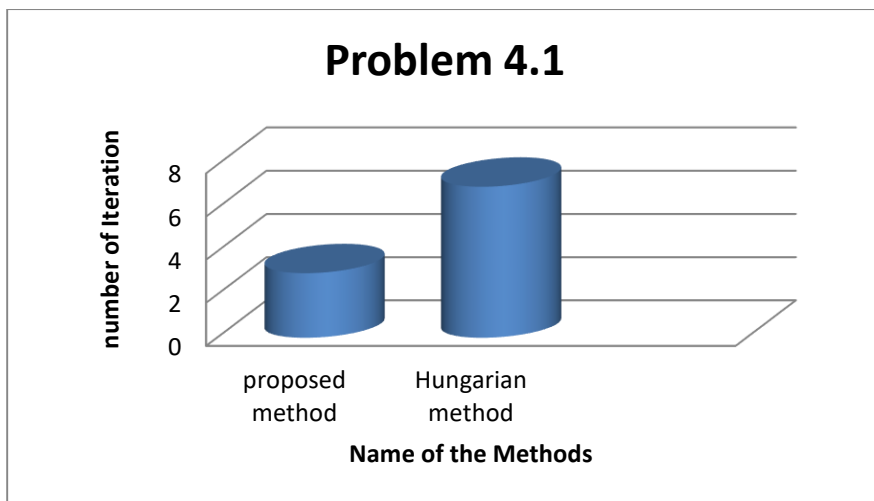 Problem 4.1
number of Iteration
8
6
4
2
0
proposed
method
Hungarian
method
Name of the Methods